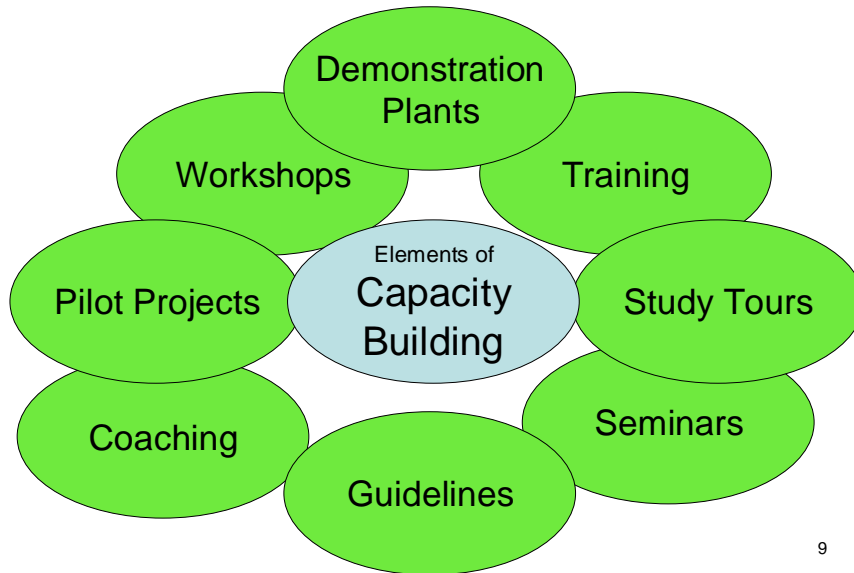 Demonstration
Plants
Workshops
Training
Elements of
Capacity
Building
Pilot Projects
Study Tours
Coaching
Seminars
Guidelines
9